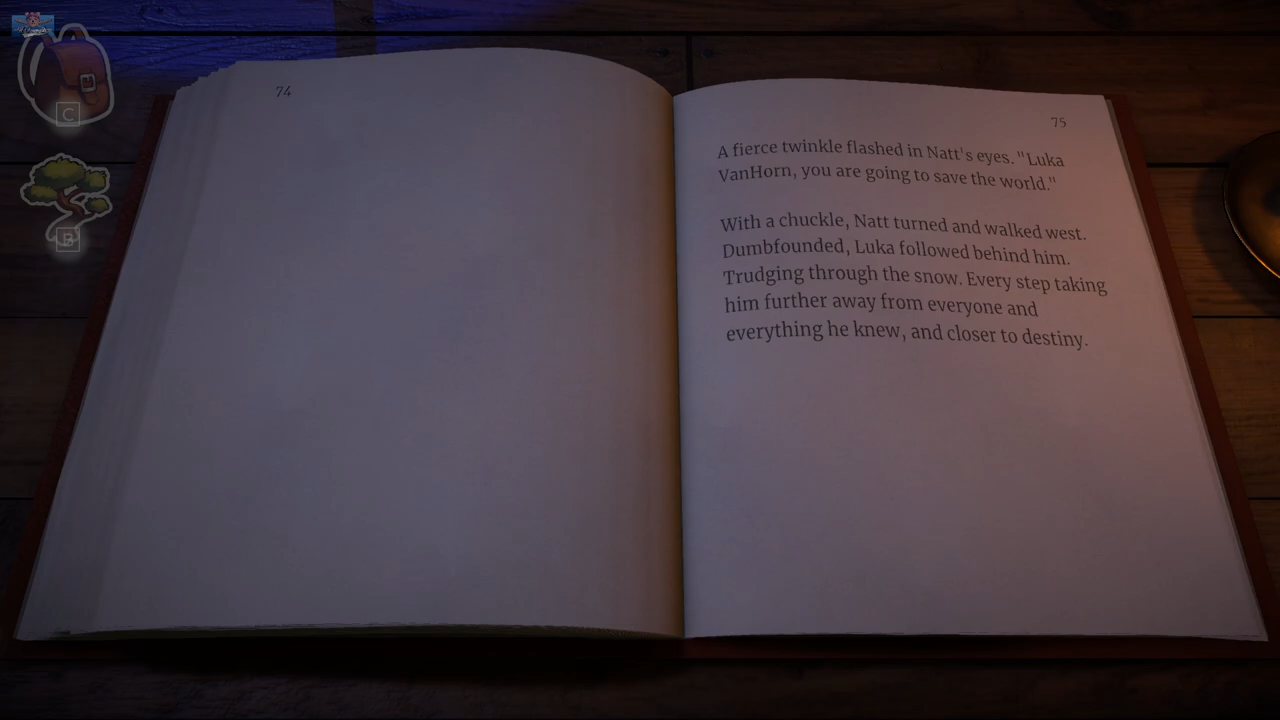 C
B
74
75
A fierce twinkle flashed in Natt's eyes. "Luka
VanHorn, you are going to save the world."
With a chuckle, Natt turned and walked west.
Dumbfounded, Luka followed behind him.
Trudging through the snow. Every step taking
him further away from everyone and
everything he knew, and closer to destiny.